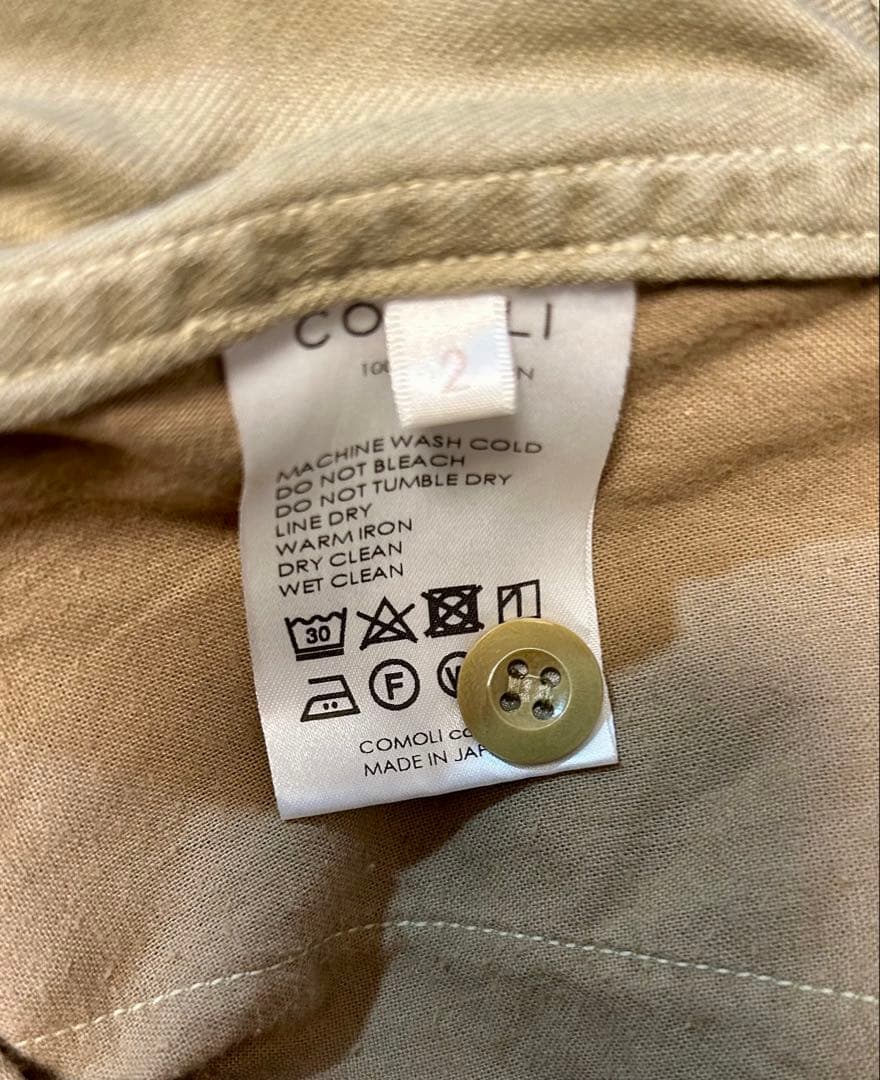 2
MACHINE WASH COLD
DO NOT BLEACH
DO NOT TUMBLE DRY
LINE DRY
WARM IRON
DRY CLEAN
WET CLEAN
30
F
W
COMOLI
MADE IN